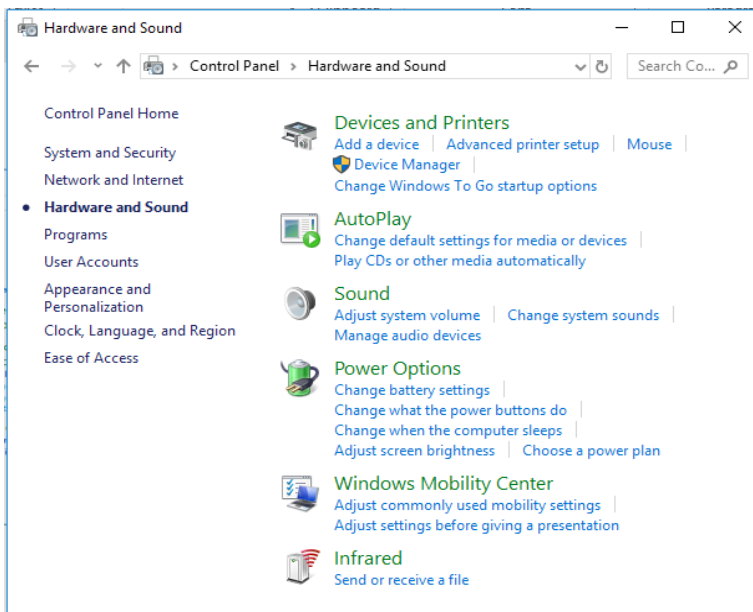 Hardware and Sound
Control Panel > Hardware and Sound
Search Co...
Control Panel Home
System and Security
Network and Internet
Hardware and Sound
Programs
User Accounts
Appearance and
Personalization
Clock, Language, and Region
Ease of Access
Devices and Printers
Add a device
Advanced printer setup
Mouse
Device Manager
Change Windows To Go startup options
AutoPlay
Change default settings for media or devices
Play CDs or other media automatically
Sound
Adjust system volume
Change system sounds
Manage audio devices
Power Options
Change battery settings
Change what the power buttons do
Change when the computer sleeps
Adjust screen brightness
Choose a power plan
Windows Mobility Center
Adjust commonly used mobility settings
Adjust settings before giving a presentation
Infrared
Send or receive a file